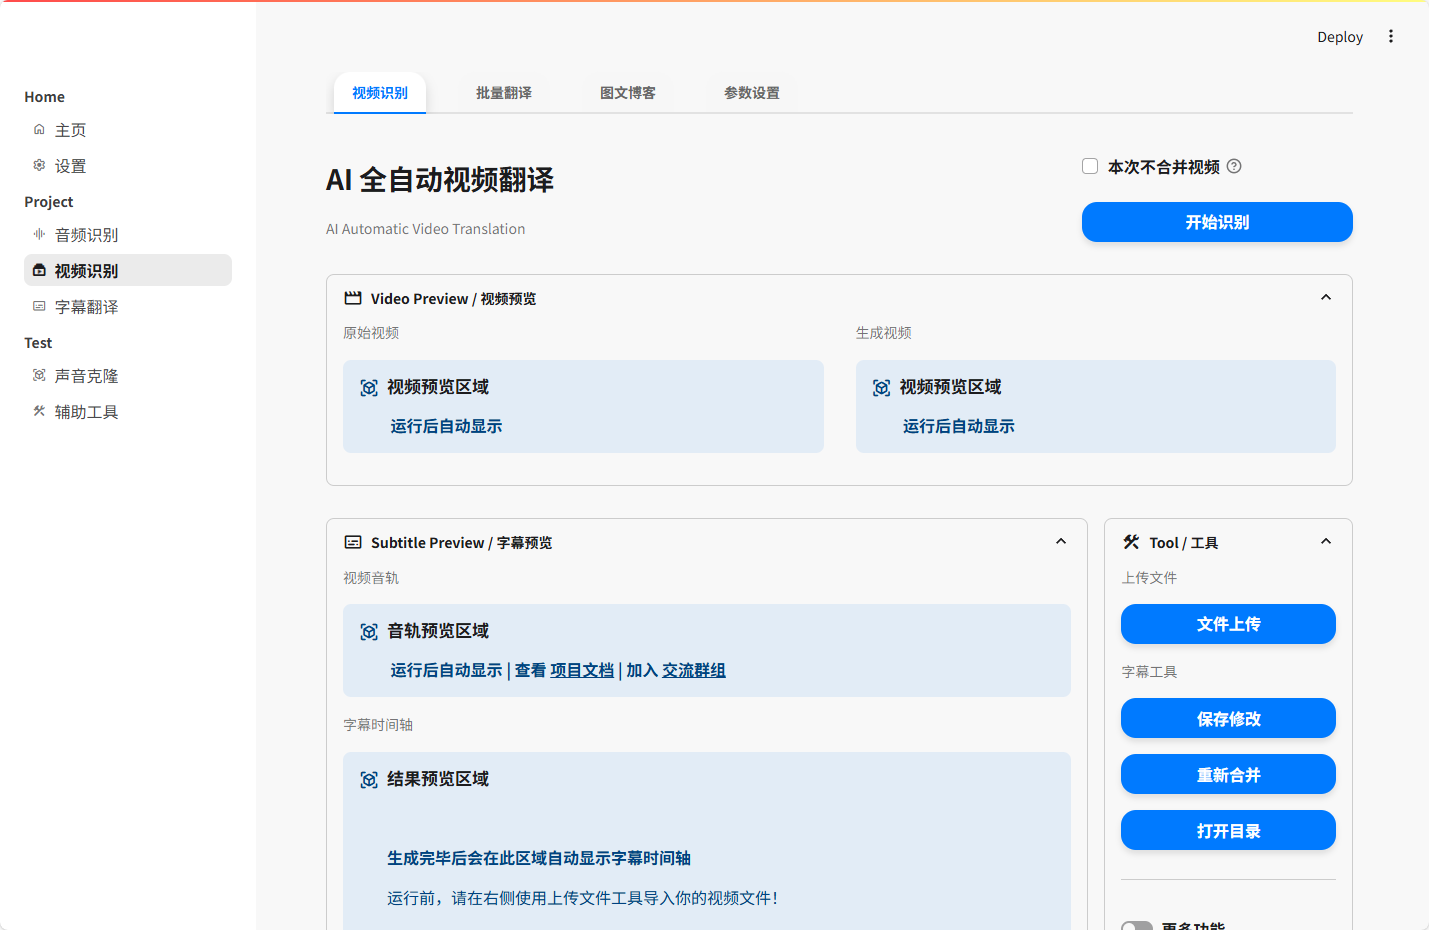 Deploy
Home
主页
设置
Project
音频识别
视频识别
字幕翻译
Test
声音克隆
辅助工具
视频识别
批量翻译
图文博客
参数设置
AI 全自动视频翻译
AI Automatic Video Translation
本次不合并视频
开始识别
Video Preview / 视频预览
原始视频
视频预览区域
运行后自动显示
生成视频
视频预览区域
运行后自动显示
Subtitle Preview / 字幕预览
视频音轨
音轨预览区域
运行后自动显示 | 查看 项目文档 | 加入 交流群组
字幕时间轴
结果预览区域
生成完毕后会在此区域自动显示字幕时间轴
运行前，请在右侧使用上传文件工具导入你的视频文件！
Tool / 工具
上传文件
文件上传
字幕工具
保存修改
重新合并
打开目录
更多功能